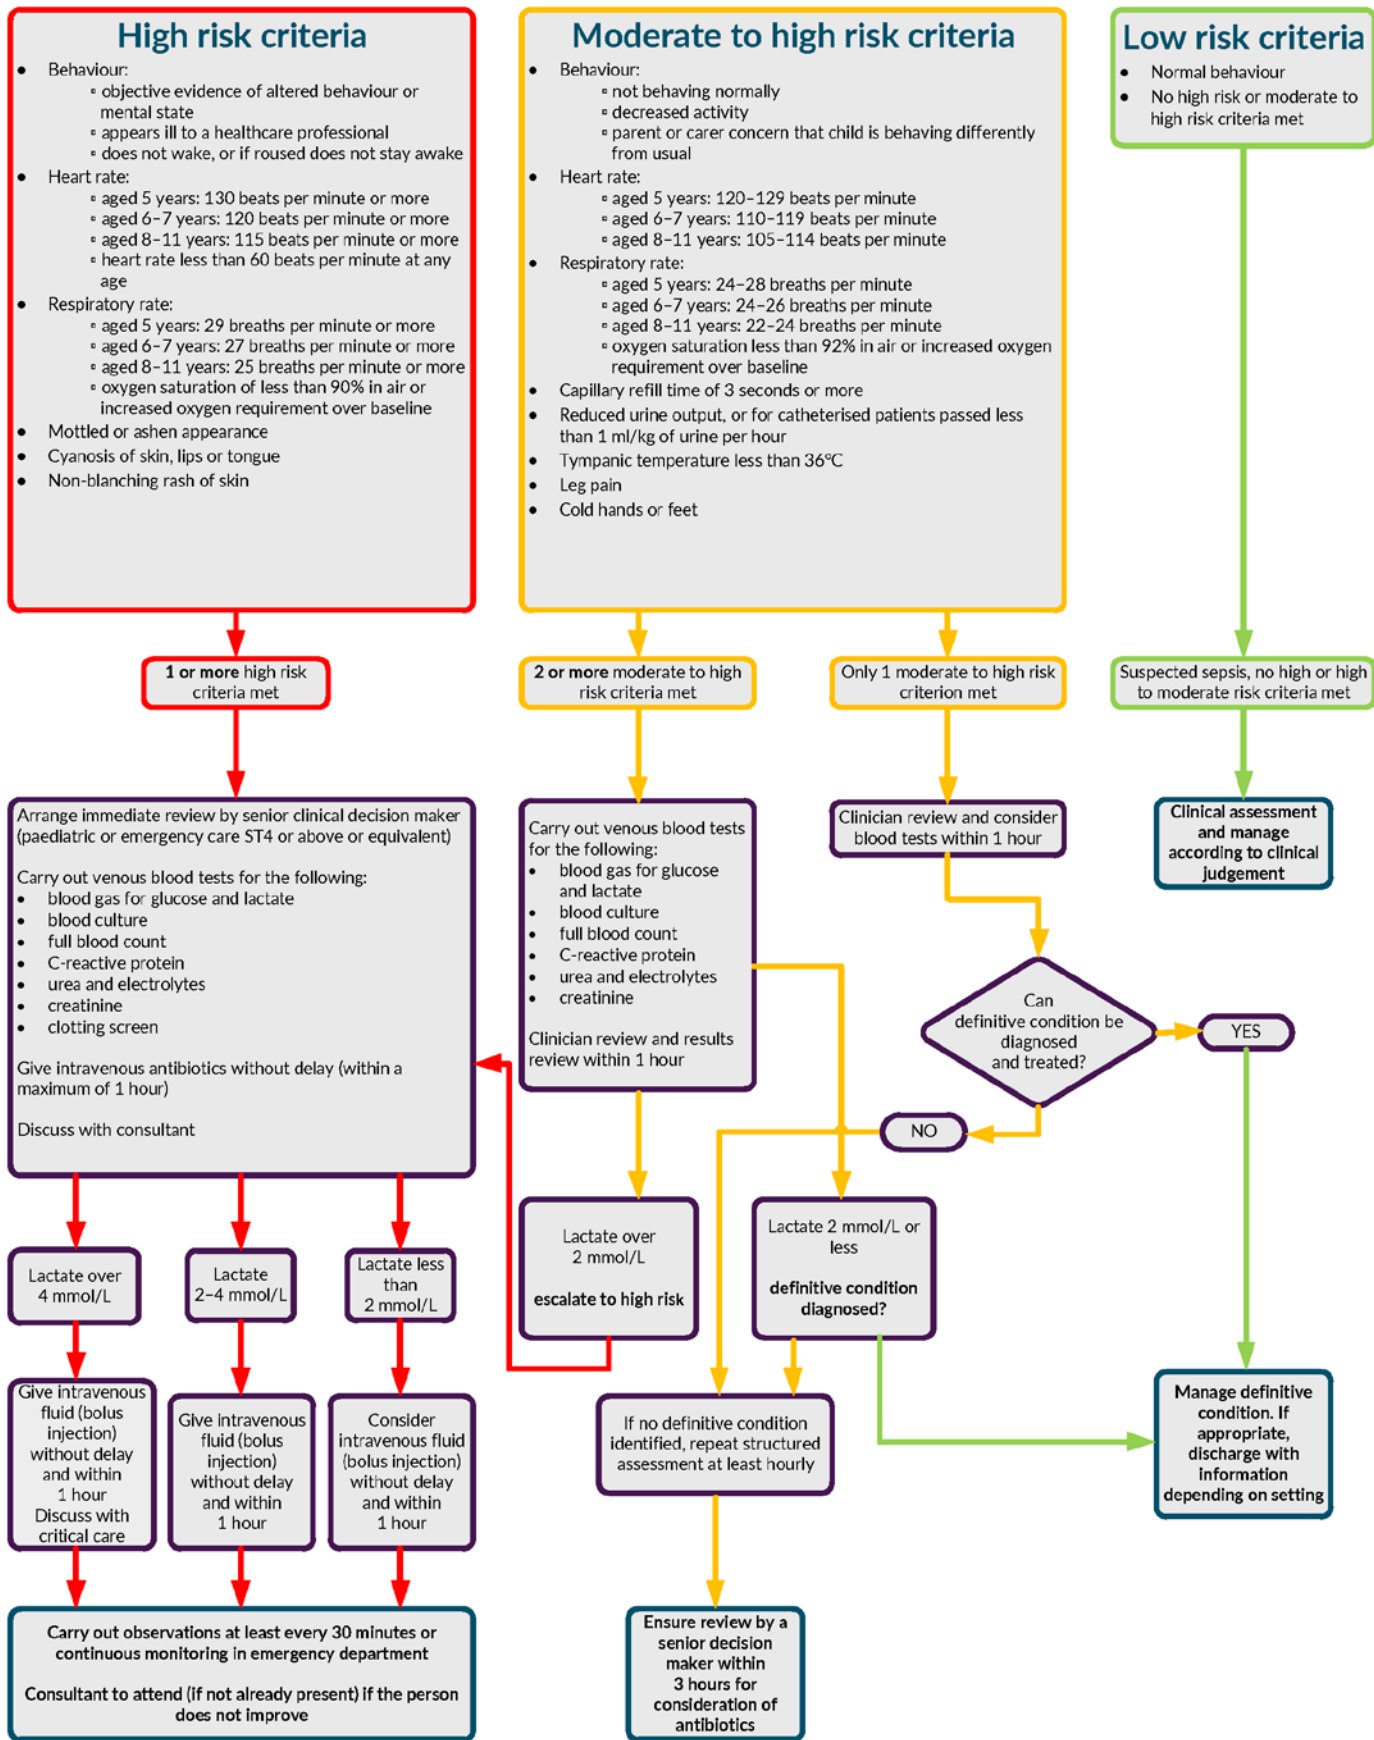 High risk criteria
• Behaviour:
▫ objective evidence of altered behaviour or
mental state
▫ appears ill to a healthcare professional
▫ does not wake, or if roused does not stay awake
• Heart rate:
▫ aged 5 years: 130 beats per minute or more
▫ aged 6–7 years: 120 beats per minute or more
▫ aged 8–11 years: 115 beats per minute or more
▫ heart rate less than 60 beats per minute at any
age
• Respiratory rate:
▫ aged 5 years: 29 breaths per minute or more
▫ aged 6–7 years: 27 breaths per minute or more
▫ aged 8–11 years: 25 breaths per minute or more
▫ oxygen saturation of less than 90% in air or
increased oxygen requirement over baseline
• Mottled or ashen appearance
• Cyanosis of skin, lips or tongue
• Non-blanching rash of skin
Moderate to high risk criteria
• Behaviour:
▫ not behaving normally
▫ decreased activity
▫ parent or carer concern that child is behaving differently
from usual
• Heart rate:
▫ aged 5 years: 120–129 beats per minute
▫ aged 6–7 years: 110–119 beats per minute
▫ aged 8–11 years: 105–114 beats per minute
• Respiratory rate:
▫ aged 5 years: 24–28 breaths per minute
▫ aged 6–7 years: 24–26 breaths per minute
▫ aged 8–11 years: 22–24 breaths per minute
▫ oxygen saturation less than 92% in air or increased oxygen
requirement over baseline
• Capillary refill time of 3 seconds or more
• Reduced urine output, or for catheterised patients passed less
than 1 ml/kg of urine per hour
• Tympanic temperature less than 36°C
• Leg pain
• Cold hands or feet
Low risk criteria
• Normal behaviour
• No high risk or moderate to
high risk criteria met
1 or more high risk
criteria met
2 or more moderate to high
risk criteria met
Only 1 moderate to high risk
criterion met
Suspected sepsis, no high or high
to moderate risk criteria met
Arrange immediate review by senior clinical decision maker
(paediatric or emergency care ST4 or above or equivalent)
Carry out venous blood tests for the following:
• blood gas for glucose and lactate
• blood culture
• full blood count
• C-reactive protein
• urea and electrolytes
• creatinine
• clotting screen
Give intravenous antibiotics without delay (within a
maximum of 1 hour)
Discuss with consultant
Carry out venous blood tests
for the following:
• blood gas for glucose
and lactate
• blood culture
• full blood count
• C-reactive protein
• urea and electrolytes
• creatinine
Clinician review and results
review within 1 hour
Clinician review and consider
blood tests within 1 hour
Clinical assessment
and manage
according to clinical
judgement
Can
definitive condition be
diagnosed
and treated?
YES
NO
Lactate over
4 mmol/L
Lactate
2–4 mmol/L
Lactate less
than
2 mmol/L
Lactate over
2 mmol/L
escalate to high risk
Lactate 2 mmol/L or
less
definitive condition
diagnosed?
Give intravenous
fluid (bolus
injection)
without delay
and within
1 hour
Discuss with
critical care
Give intravenous
fluid (bolus
injection)
without delay
and within
1 hour
Consider
intravenous fluid
(bolus injection)
without delay
and within
1 hour
If no definitive condition
identified, repeat structured
assessment at least hourly
Manage definitive
condition. If
appropriate,
discharge with
information
depending on setting
Carry out observations at least every 30 minutes or
continuous monitoring in emergency department
Consultant to attend (if not already present) if the person
does not improve
Ensure review by a
senior decision
maker within
3 hours for
consideration of
antibiotics